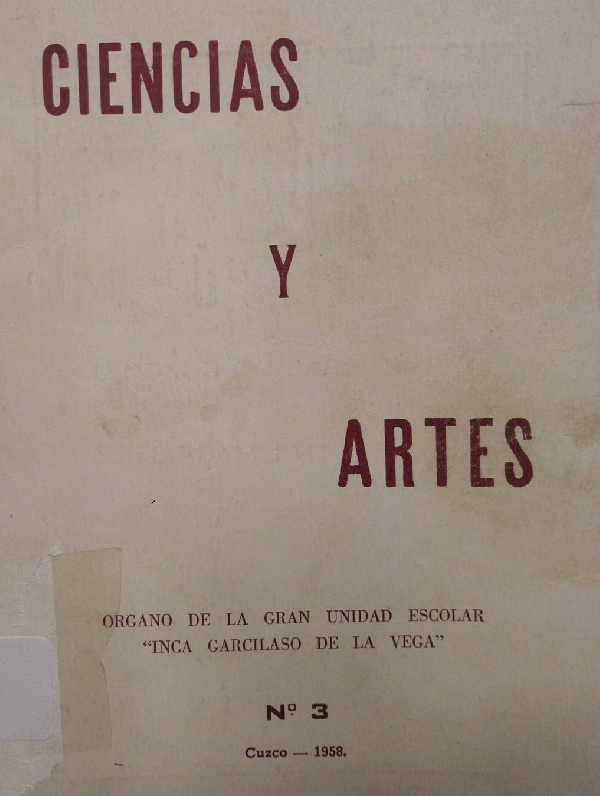 CIENCIAS
Y
ARTES
ORGANO DE LA GRAN UNIDAD ESCOLAR
“INCA GARCILASO DE LA VEGA”
Nº 3
Cuzco — 1958.